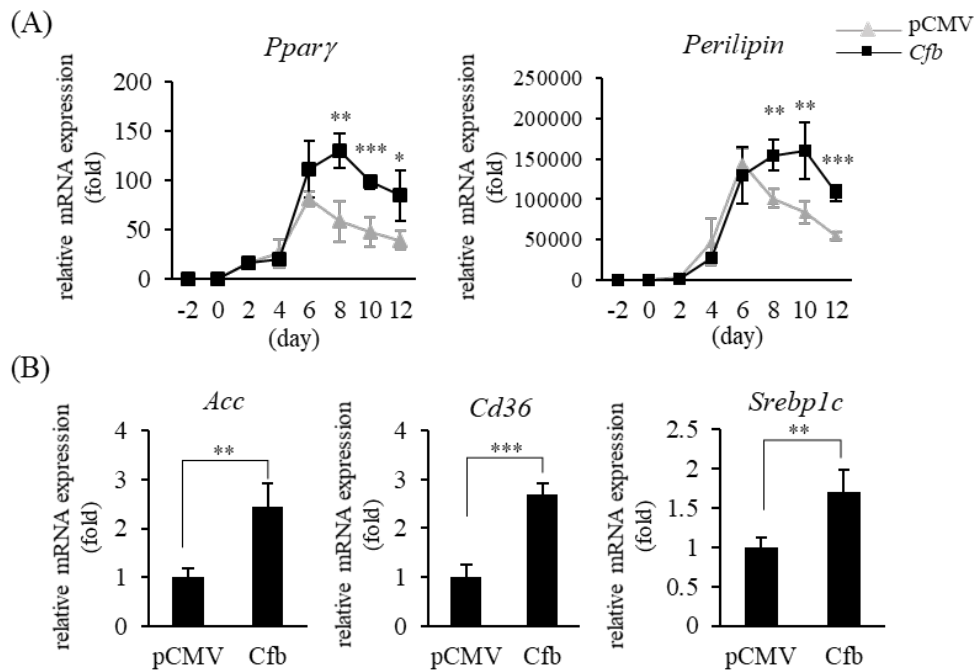 (A)
pCMV
Cfb
Pparγ
relative mRNA expression
(fold)
200
150
100
50
0
**
***
*
-2 0 2 4 6 8 10 12
(day)
Perilipin
relative mRNA expression
(fold)
250000
200000
150000
100000
50000
0
**
**
***
-2 0 2 4 6 8 10 12
(day)
(B)
Acc
relative mRNA expression
(fold)
4
3
2
1
0
**
pCMV Cfb
Cd36
relative mRNA expression
(fold)
4
3
2
1
0
***
pCMV Cfb
Srebp1c
relative mRNA expression
(fold)
2.5
2
1.5
1
0.5
0
**
pCMV Cfb